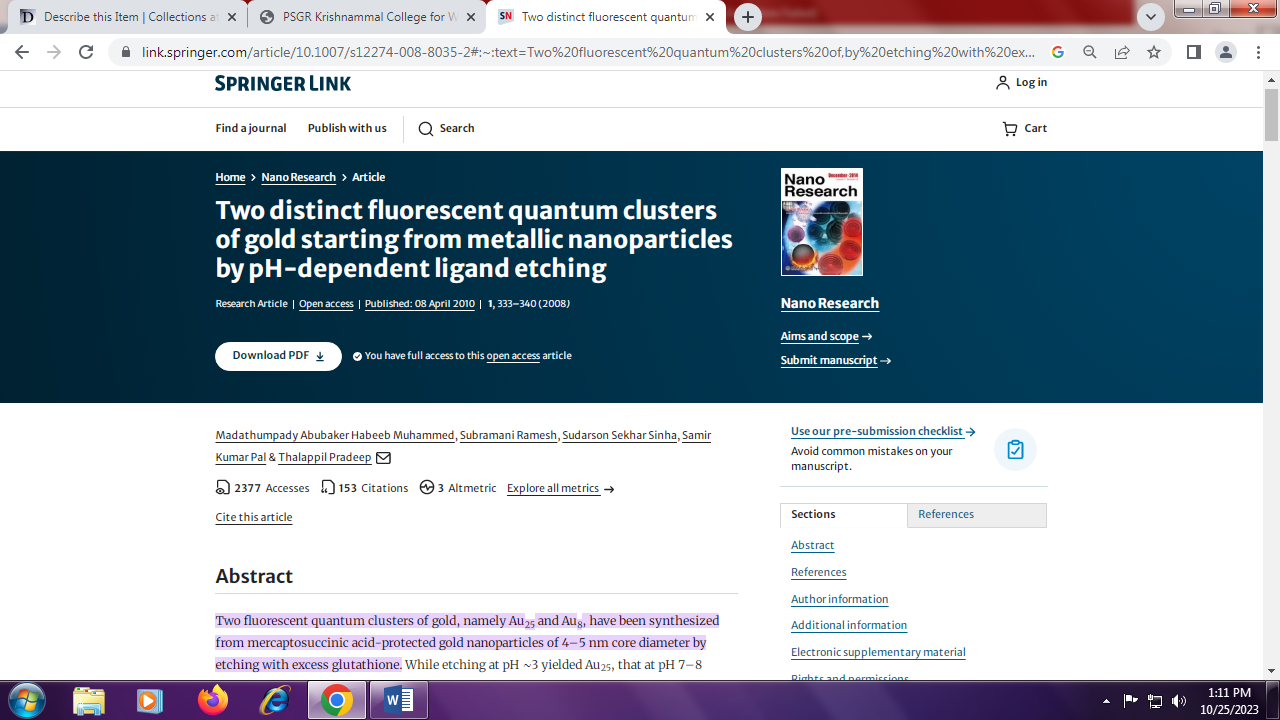 Describe this Item | Collections at
PSGR Krishnammal College for W
SN
Two distinct fluorescent quantum
link.springer.com/article/10.1007/s12274-008-8035-2#:~:text=Two%20fluorescent%20quantum%20clusters%20of,by%20etching%20with%20ex...
SPRINGER LINK
Log in
Find a journal
Publish with us
Search
Cart
Home > Nano Research > Article
Two distinct fluorescent quantum clusters
of gold starting from metallic nanoparticles
by pH-dependent ligand etching
Research Article | Open access | Published: 08 April 2010 | 1, 333–340 (2008)
Download PDF
You have full access to this open access article
December · 2014
Nano
Research
Nano Research
Aims and scope →
Submit manuscript →
Madathumpady Abubaker Habeeb Muhammed, Subramani Ramesh, Sudarson Sekhar Sinha, Samir
Kumar Pal & Thalappil Pradeep
2377 Accesses
153 Citations
3 Altmetric
Explore all metrics →
Cite this article
Use our pre-submission checklist →
Avoid common mistakes on your
manuscript.
Sections
References
Abstract
References
Author information
Additional information
Electronic supplementary material
Rights and permissions
Abstract
Two fluorescent quantum clusters of gold, namely Au25 and Au8, have been synthesized
from mercaptosuccinic acid-protected gold nanoparticles of 4–5 nm core diameter by
etching with excess glutathione. While etching at pH ~3 yielded Au25, that at pH 7–8
W
1:11 PM
10/25/2023